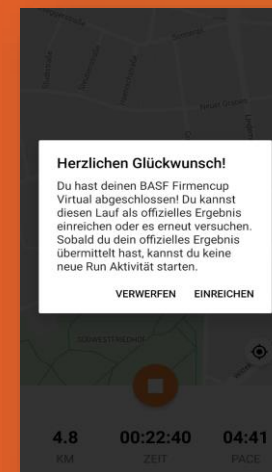 Herzlichen Glückwunsch!
Du hast deinen BASF Firmencup
Virtual abgeschlossen! Du kannst
diesen Lauf als offizielles Ergebnis
einreichen oder es erneut versuchen.
Sobald du dein offizielles Ergebnis
übermittelt hast, kannst du keine
neue Run Aktivität starten.
VERWERFEN EINREICHEN
SÜDWESTFRIEDHOF
4.8 00:22:40 04:41
KM ZEIT PACE